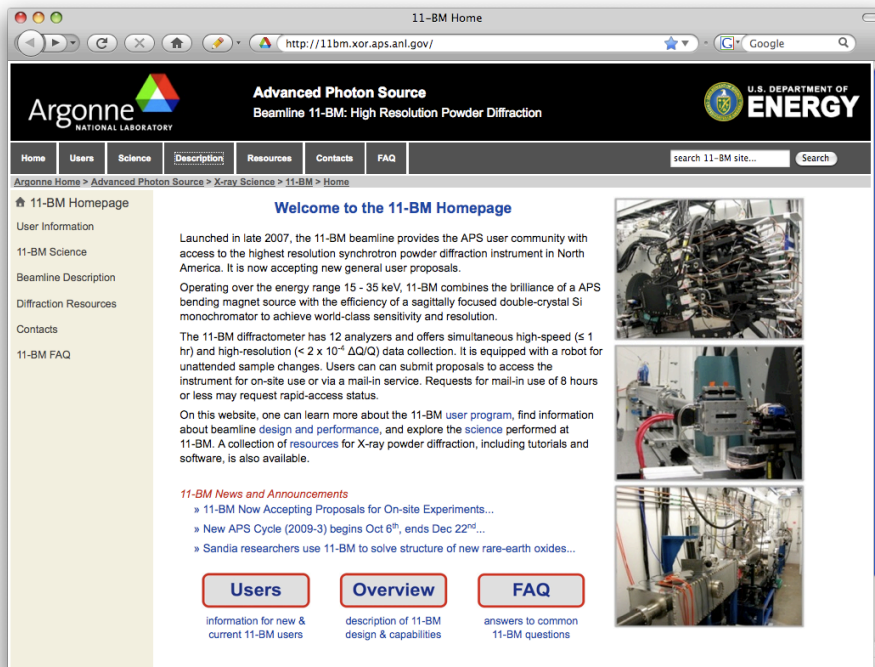 11-BM Home
http://11bm.xor.aps.anl.gov/
G
Google
Argonne
NATIONAL LABORATORY
Advanced Photon Source
Beamline 11-BM: High Resolution Powder Diffraction
U.S. DEPARTMENT OF
ENERGY
Home Users Science Description Resources Contacts FAQ
search 11-BM site... Search
Argonne Home > Advanced Photon Source > X-ray Science > 11-BM > Home
11-BM Homepage
User Information
11-BM Science
Beamline Description
Diffraction Resources
Contacts
11-BM FAQ
Welcome to the 11-BM Homepage
Launched in late 2007, the 11-BM beamline provides the APS user community with
access to the highest resolution synchrotron powder diffraction instrument in North
America. It is now accepting new general user proposals.
Operating over the energy range 15 - 35 keV, 11-BM combines the brilliance of a APS
bending magnet source with the efficiency of a sagittally focused double-crystal Si
monochromator to achieve world-class sensitivity and resolution.
The 11-BM diffractometer has 12 analyzers and offers simultaneous high-speed (≤ 1
hr) and high-resolution (< 2 x 10⁻⁴ ΔQ/Q) data collection. It is equipped with a robot for
unattended sample changes. Users can can submit proposals to access the
instrument for on-site use or via a mail-in service. Requests for mail-in use of 8 hours
or less may request rapid-access status.
On this website, one can learn more about the 11-BM user program, find information
about beamline design and performance, and explore the science performed at
11-BM. A collection of resources for X-ray powder diffraction, including tutorials and
software, is also available.
11-BM News and Announcements
» 11-BM Now Accepting Proposals for On-site Experiments...
» New APS Cycle (2009-3) begins Oct 6th, ends Dec 22nd...
» Sandia researchers use 11-BM to solve structure of new rare-earth oxides...
Users Overview FAQ
information for new & description of 11-BM answers to common
current 11-BM users design & capabilities 11-BM questions